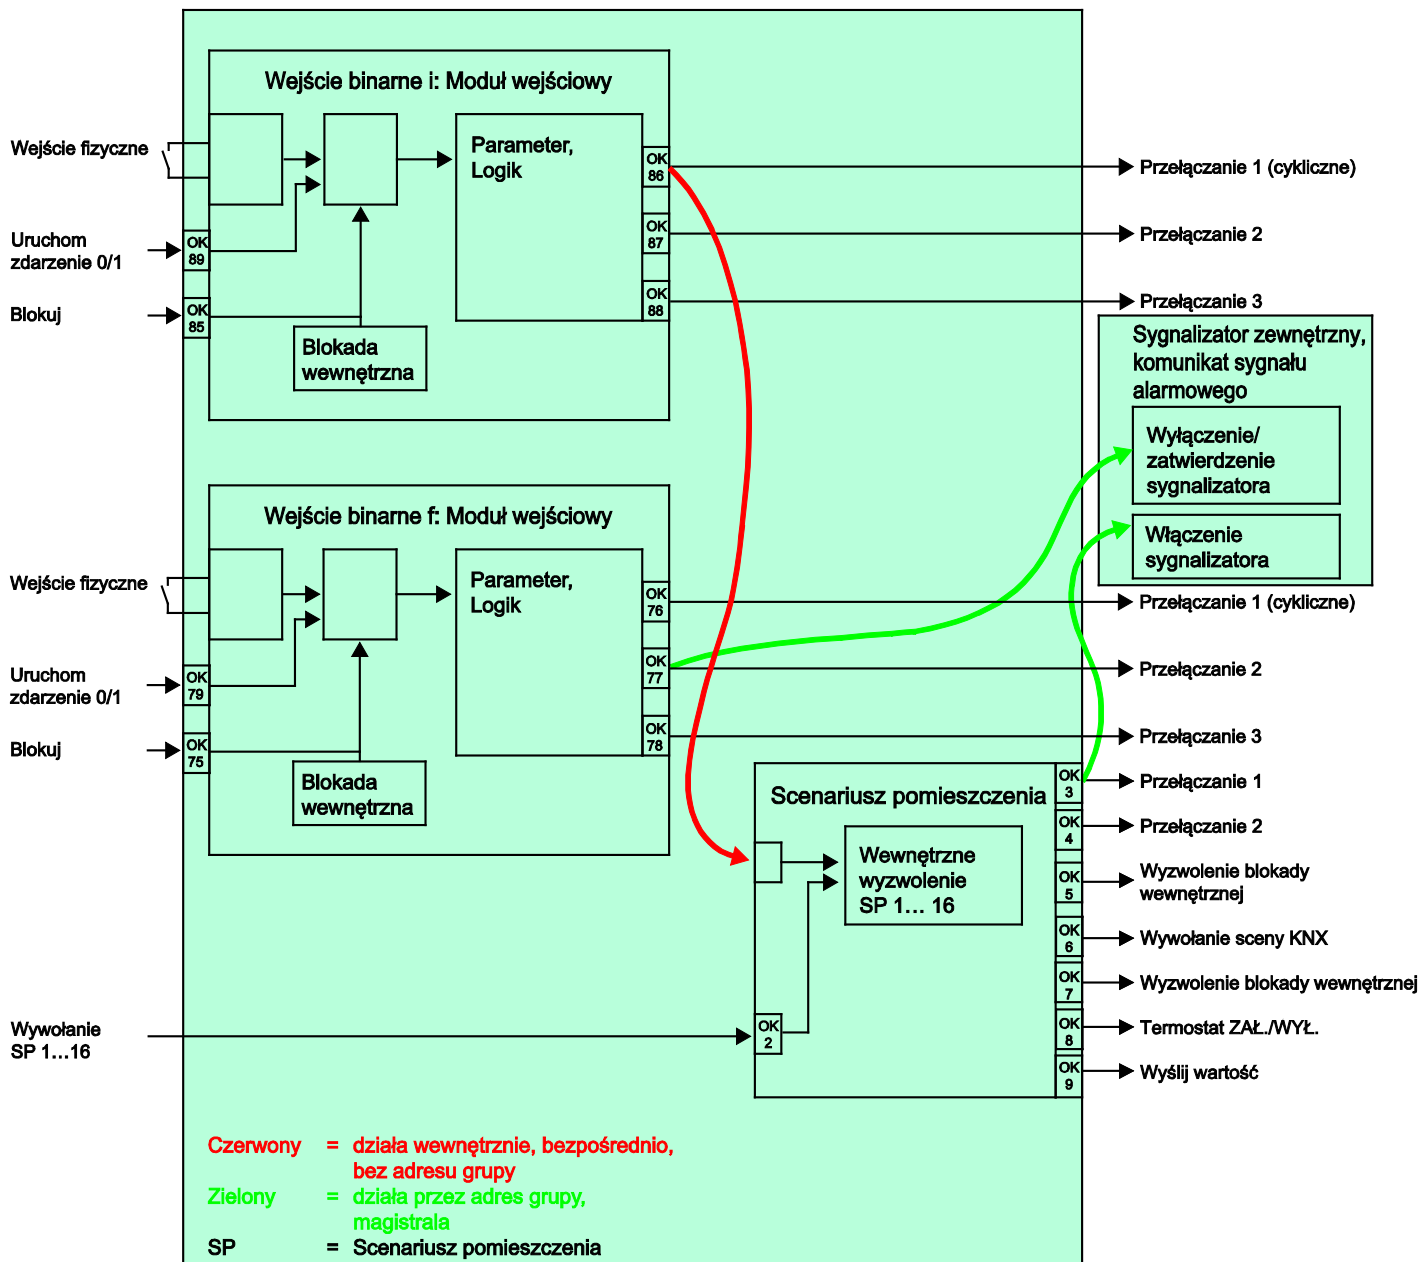 Wejście binarne i: Moduł wejściowy
Wejście fizyczne
Parameter,
Logik
OK
86
Przełączanie 1 (cykliczne)
OK
87
Przełączanie 2
Uruchom
zdarzenie 0/1
OK
89
OK
88
Przełączanie 3
Blokuj
OK
85
Blokada
wewnętrzna
Sygnalizator zewnętrzny,
komunikat sygnału
alarmowego
Wyłączenie/
zatwierdzenie
sygnalizatora
Włączenie
sygnalizatora
Wejście binarne f: Moduł wejściowy
Wejście fizyczne
Parameter,
Logik
OK
76
Przełączanie 1 (cykliczne)
OK
77
Przełączanie 2
Uruchom
zdarzenie 0/1
OK
79
OK
78
Przełączanie 3
Blokuj
OK
75
Blokada
wewnętrzna
Scenariusz pomieszczenia
OK
3
Przełączanie 1
OK
4
Przełączanie 2
Wewnętrzne
wyzwolenie
SP 1... 16
OK
5
Wyzwolenie blokady
wewnętrznej
OK
6
Wywołanie sceny KNX
OK
7
Wyzwolenie blokady wewnętrznej
Wywołanie
SP 1...16
OK
2
OK
8
Termostat ZAŁ./WYŁ.
OK
9
Wyślij wartość
Czerwony = działa wewnętrznie, bezpośrednio,
bez adresu grupy
Zielony = działa przez adres grupy,
magistrala
SP = Scenariusz pomieszczenia